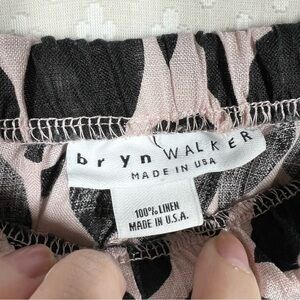 bryn WALKER
MADE IN USA
100% LINEN
MADE IN U.S.A.